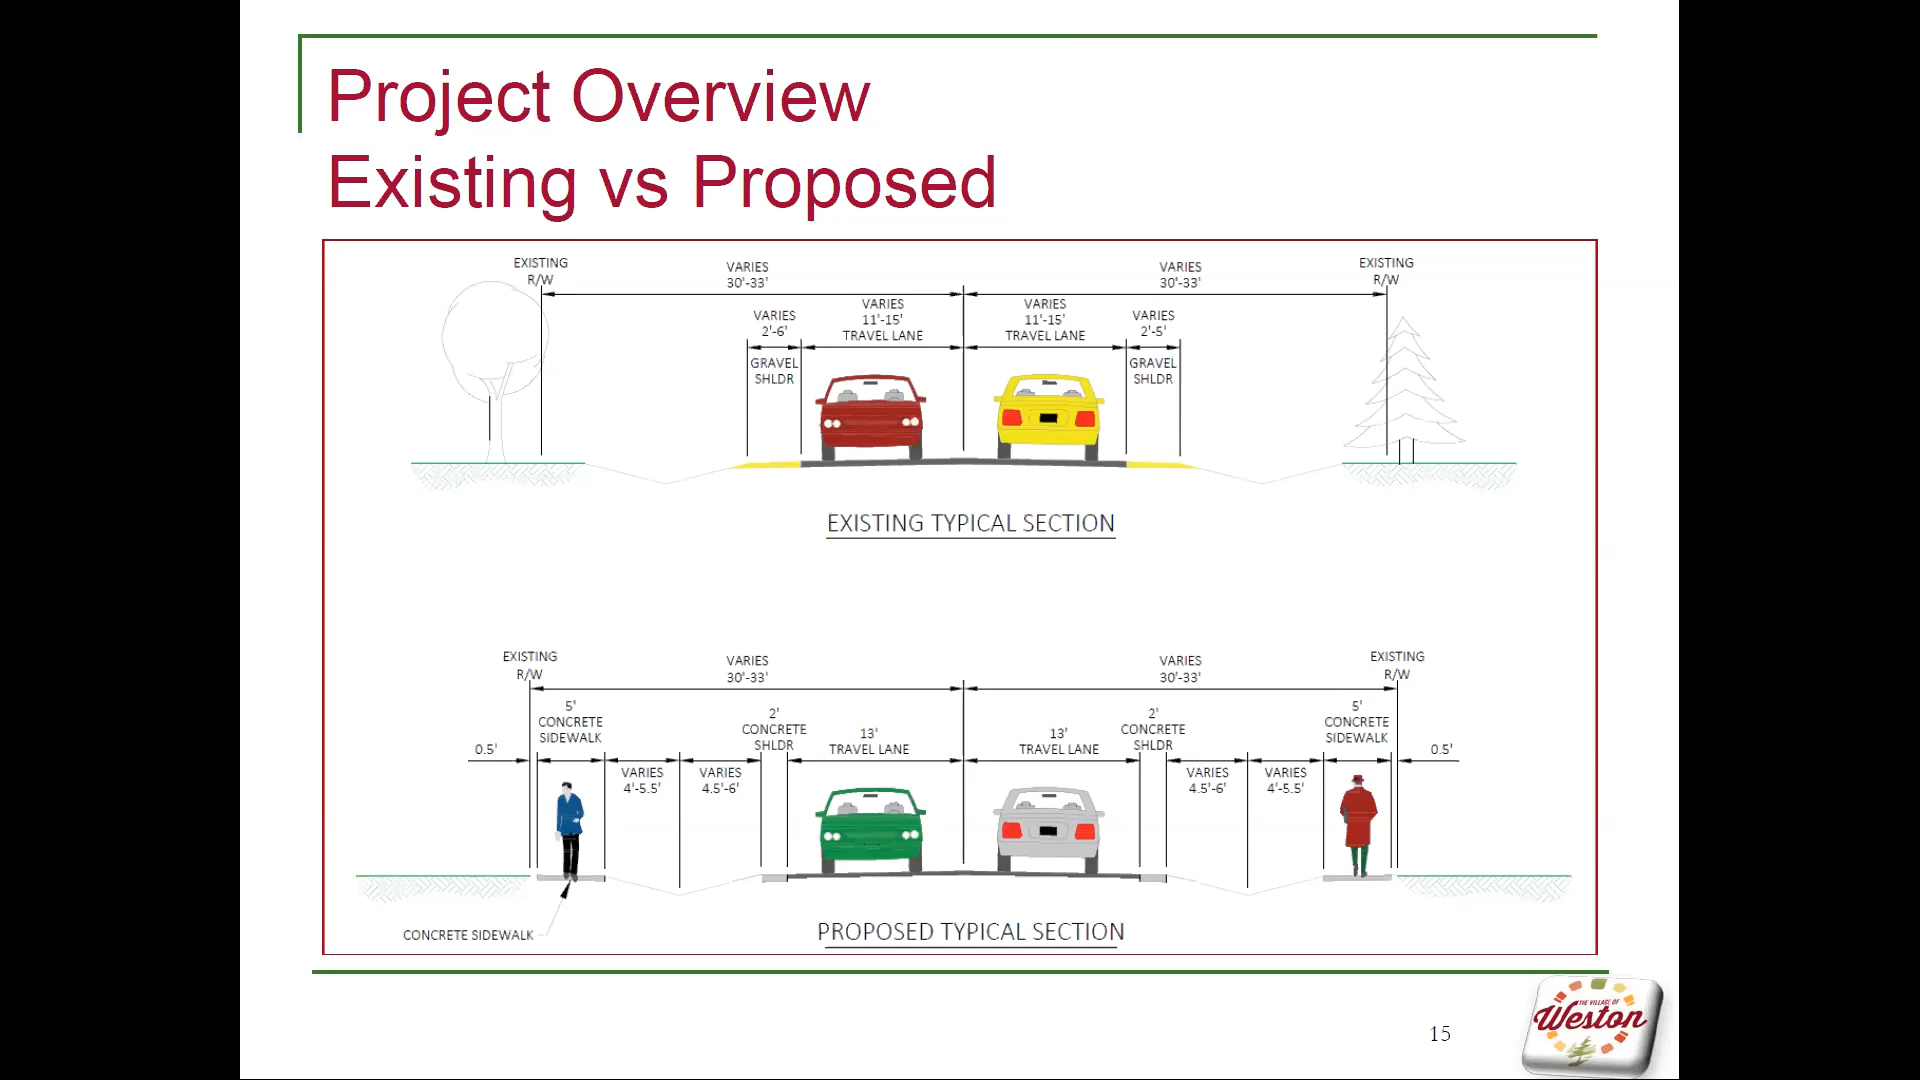 Project Overview
Existing vs Proposed
EXISTING
R/W
VARIES
30'-33'
VARIES
30'-33'
EXISTING
R/W
VARIES
2'-6'
GRAVEL
SHLDR
VARIES
11'-15'
TRAVEL LANE
VARIES
11'-15'
TRAVEL LANE
VARIES
2'-5'
GRAVEL
SHLDR
EXISTING TYPICAL SECTION
EXISTING
R/W
VARIES
30'-33'
VARIES
30'-33'
EXISTING
R/W
0.5'
5'
CONCRETE
SIDEWALK
VARIES
4'-5.5'
VARIES
4.5'-6'
2'
CONCRETE
SHLDR
13'
TRAVEL LANE
13'
TRAVEL LANE
2'
CONCRETE
SHLDR
VARIES
4.5'-6'
VARIES
4'-5.5'
5'
CONCRETE
SIDEWALK
0.5'
CONCRETE SIDEWALK
PROPOSED TYPICAL SECTION
15
THE VILLAGE OF
Weston